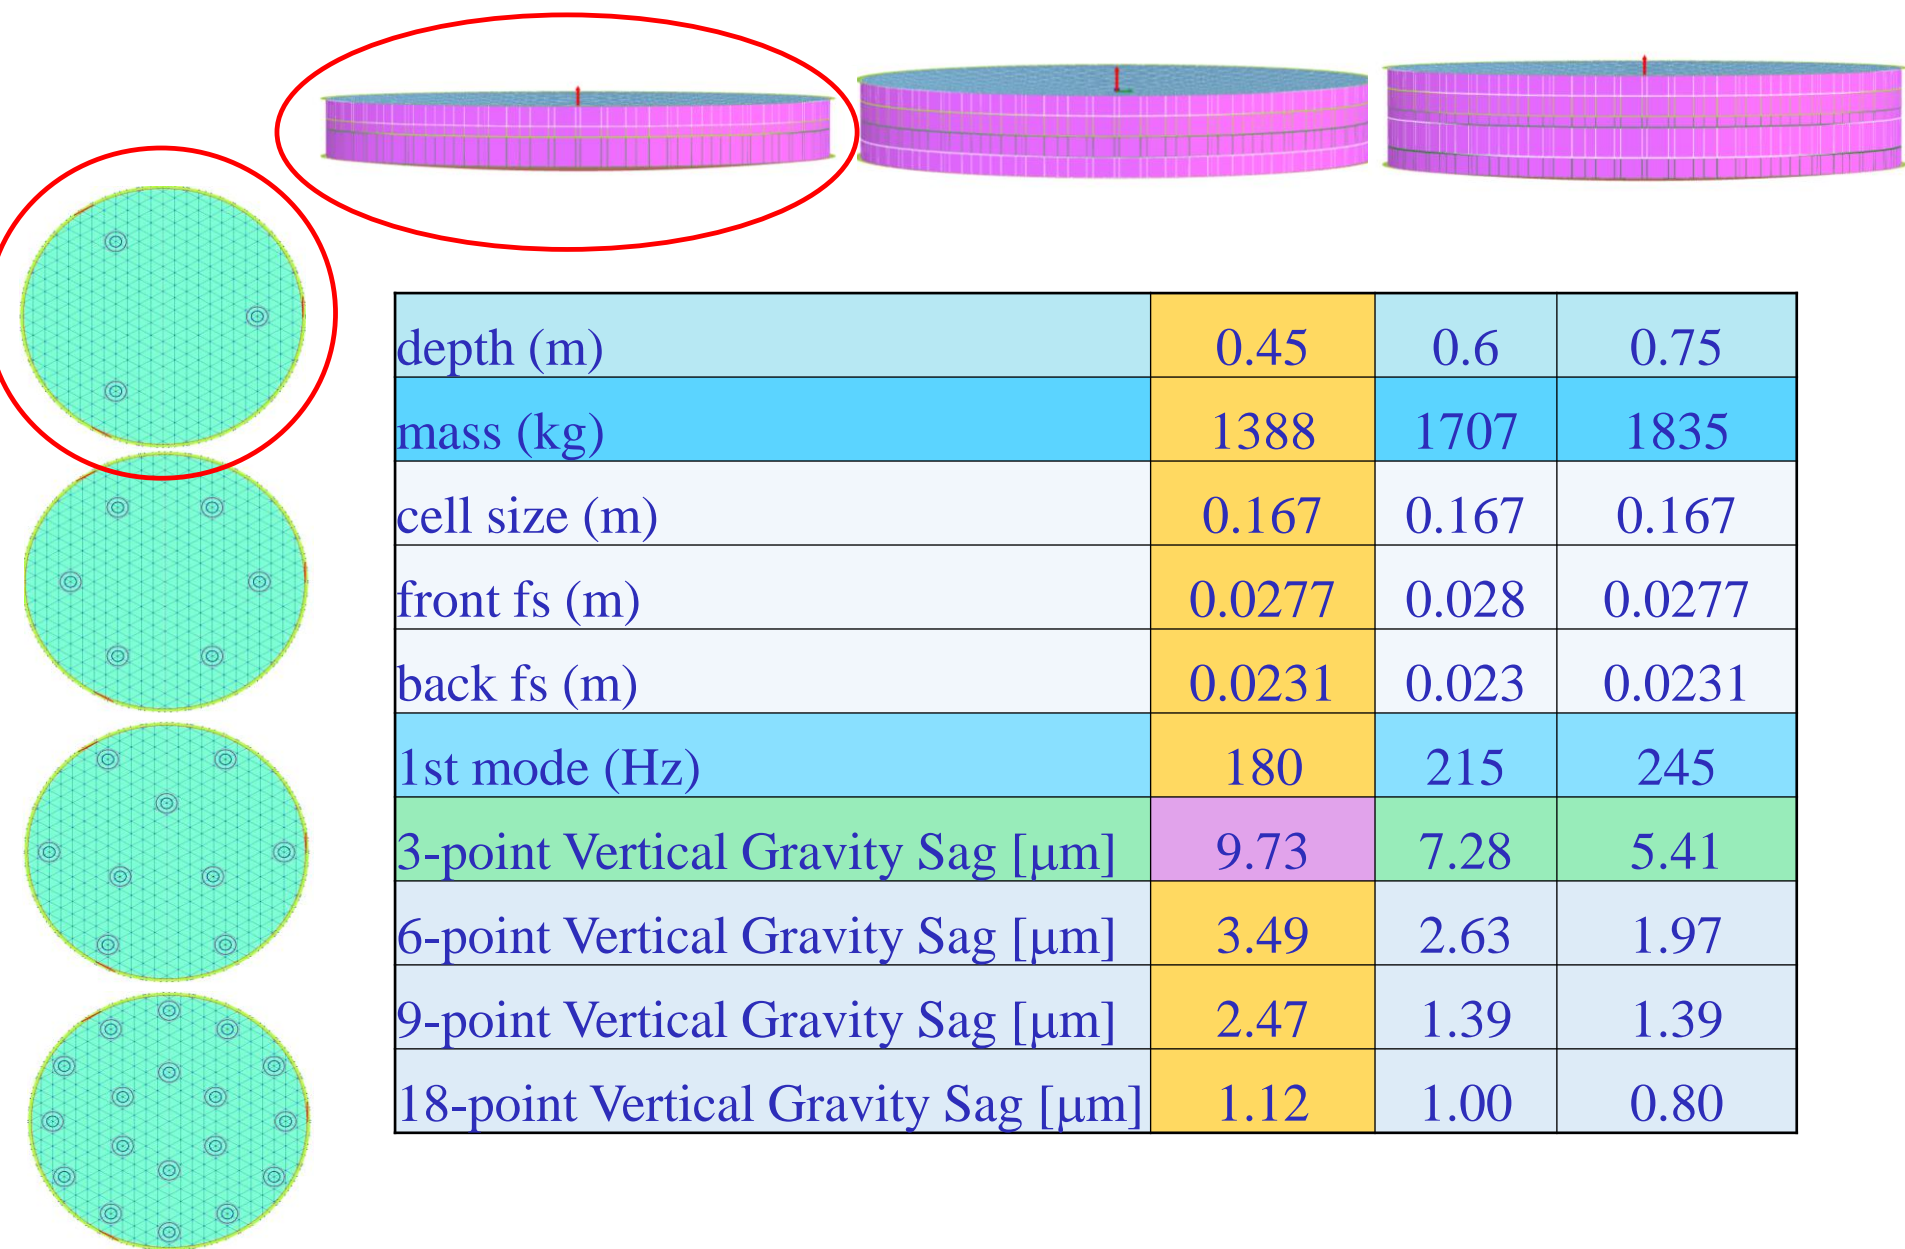 depth (m) 0.45 0.6 0.75
mass (kg) 1388 1707 1835
cell size (m) 0.167 0.167 0.167
front fs (m) 0.0277 0.028 0.0277
back fs (m) 0.0231 0.023 0.0231
1st mode (Hz) 180 215 245
3-point Vertical Gravity Sag [µm] 9.73 7.28 5.41
6-point Vertical Gravity Sag [µm] 3.49 2.63 1.97
9-point Vertical Gravity Sag [µm] 2.47 1.39 1.39
18-point Vertical Gravity Sag [µm] 1.12 1.00 0.80